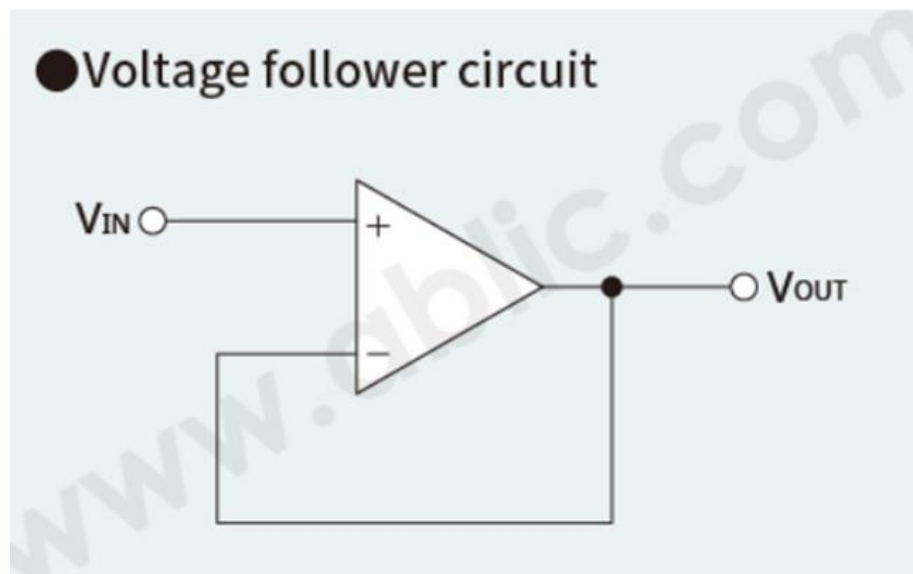 ●Voltage follower circuit
VIN
+
VOUT
−
www.ablic.com